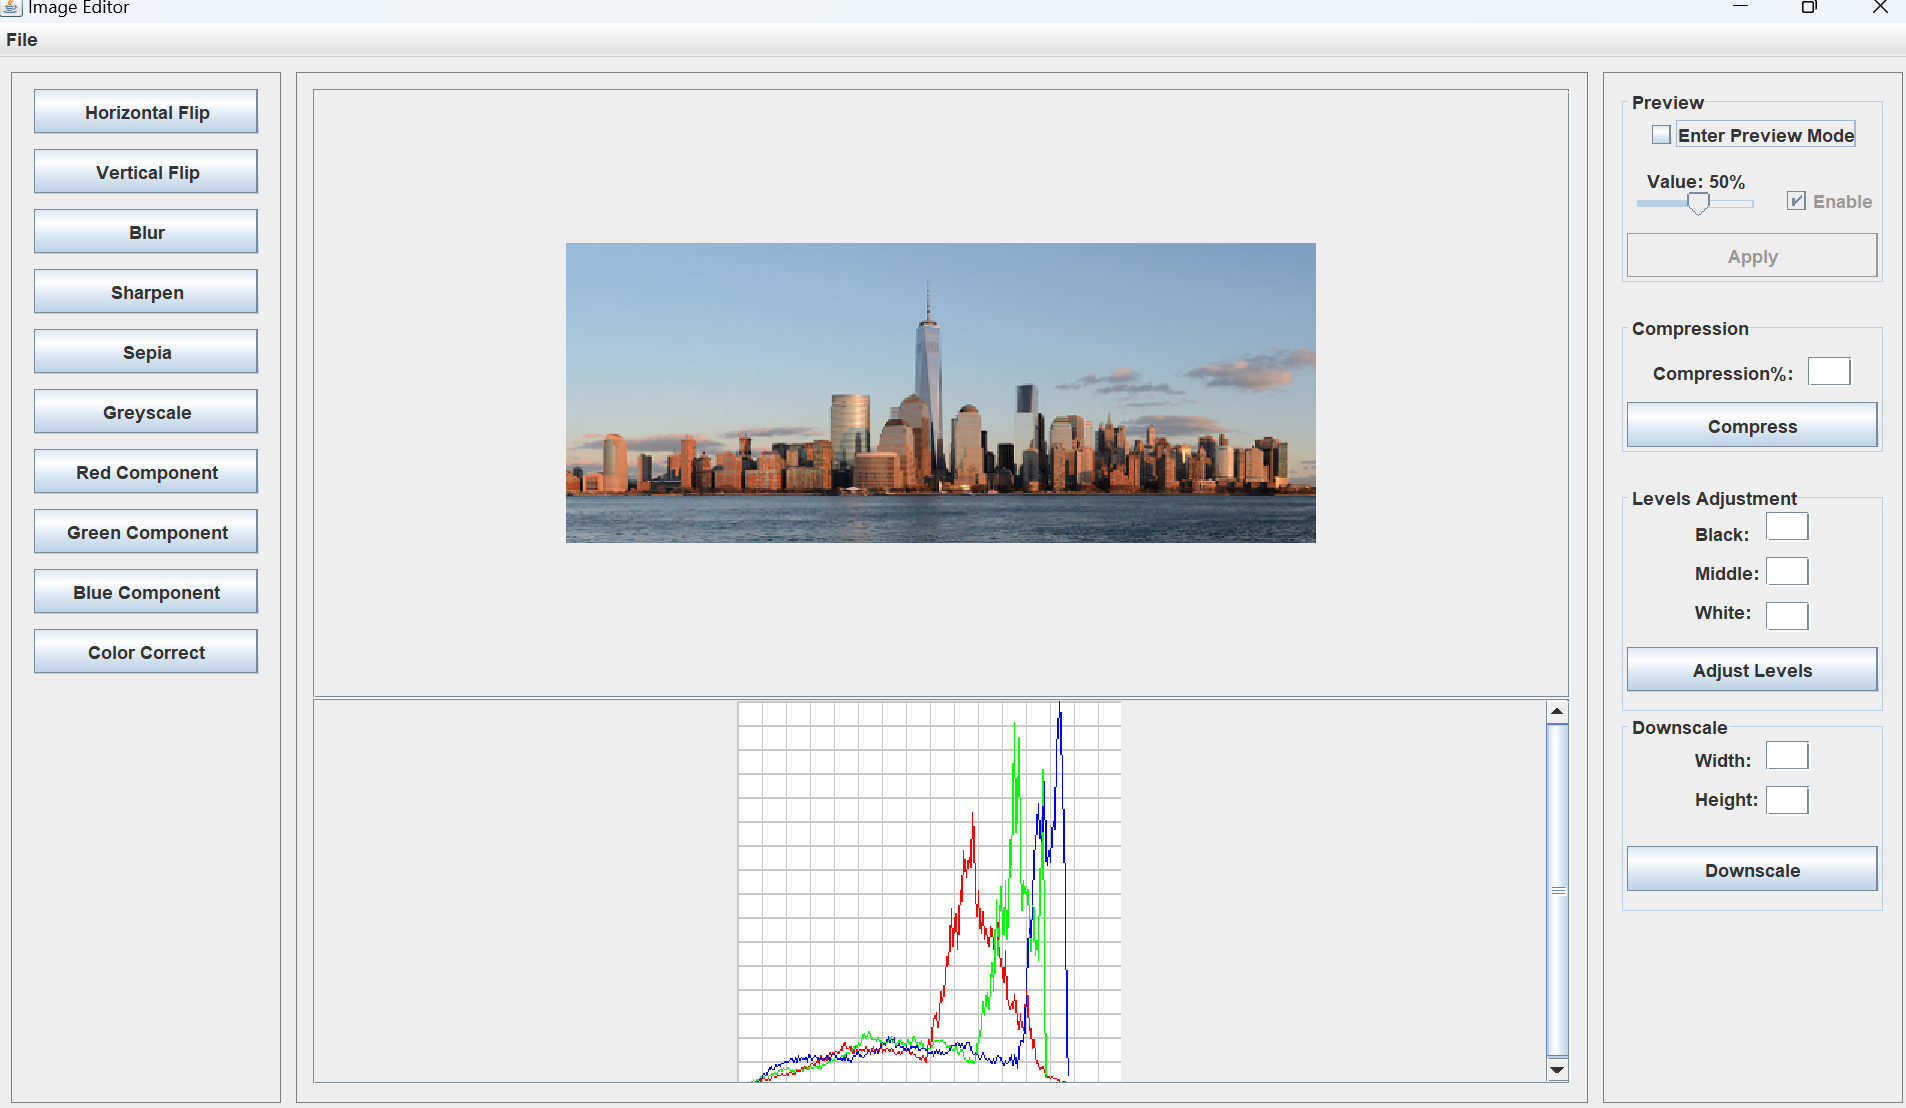 Image Editor
File
Horizontal Flip
Vertical Flip
Blur
Sharpen
Sepia
Greyscale
Red Component
Green Component
Blue Component
Color Correct
Preview
Enter Preview Mode
Value: 50%
Enable
Apply
Compression
Compression%:
Compress
Levels Adjustment
Black:
Middle:
White:
Adjust Levels
Downscale
Width:
Height:
Downscale